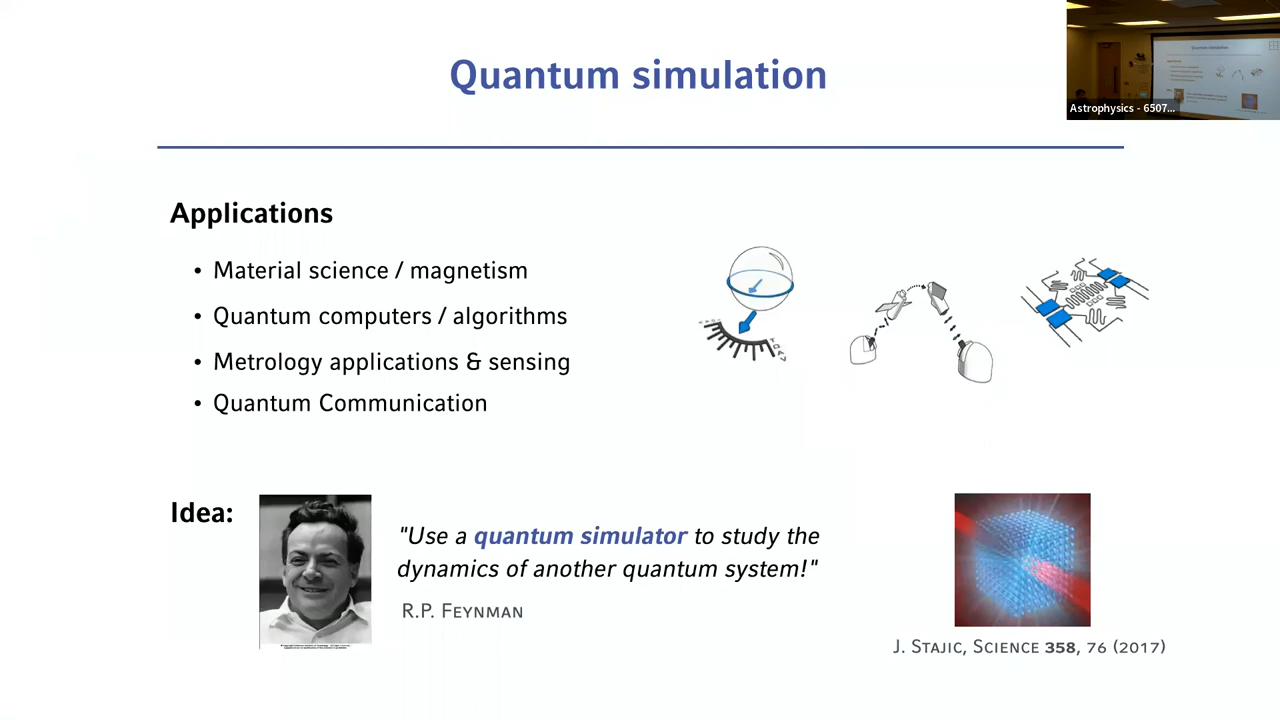 Quantum simulation
Astrophysics - 6507...
Applications
• Material science / magnetism
• Quantum computers / algorithms
• Metrology applications & sensing
• Quantum Communication
Idea:
"Use a quantum simulator to study the
dynamics of another quantum system!"
R.P. Feynman
J. Stajic, Science 358, 76 (2017)